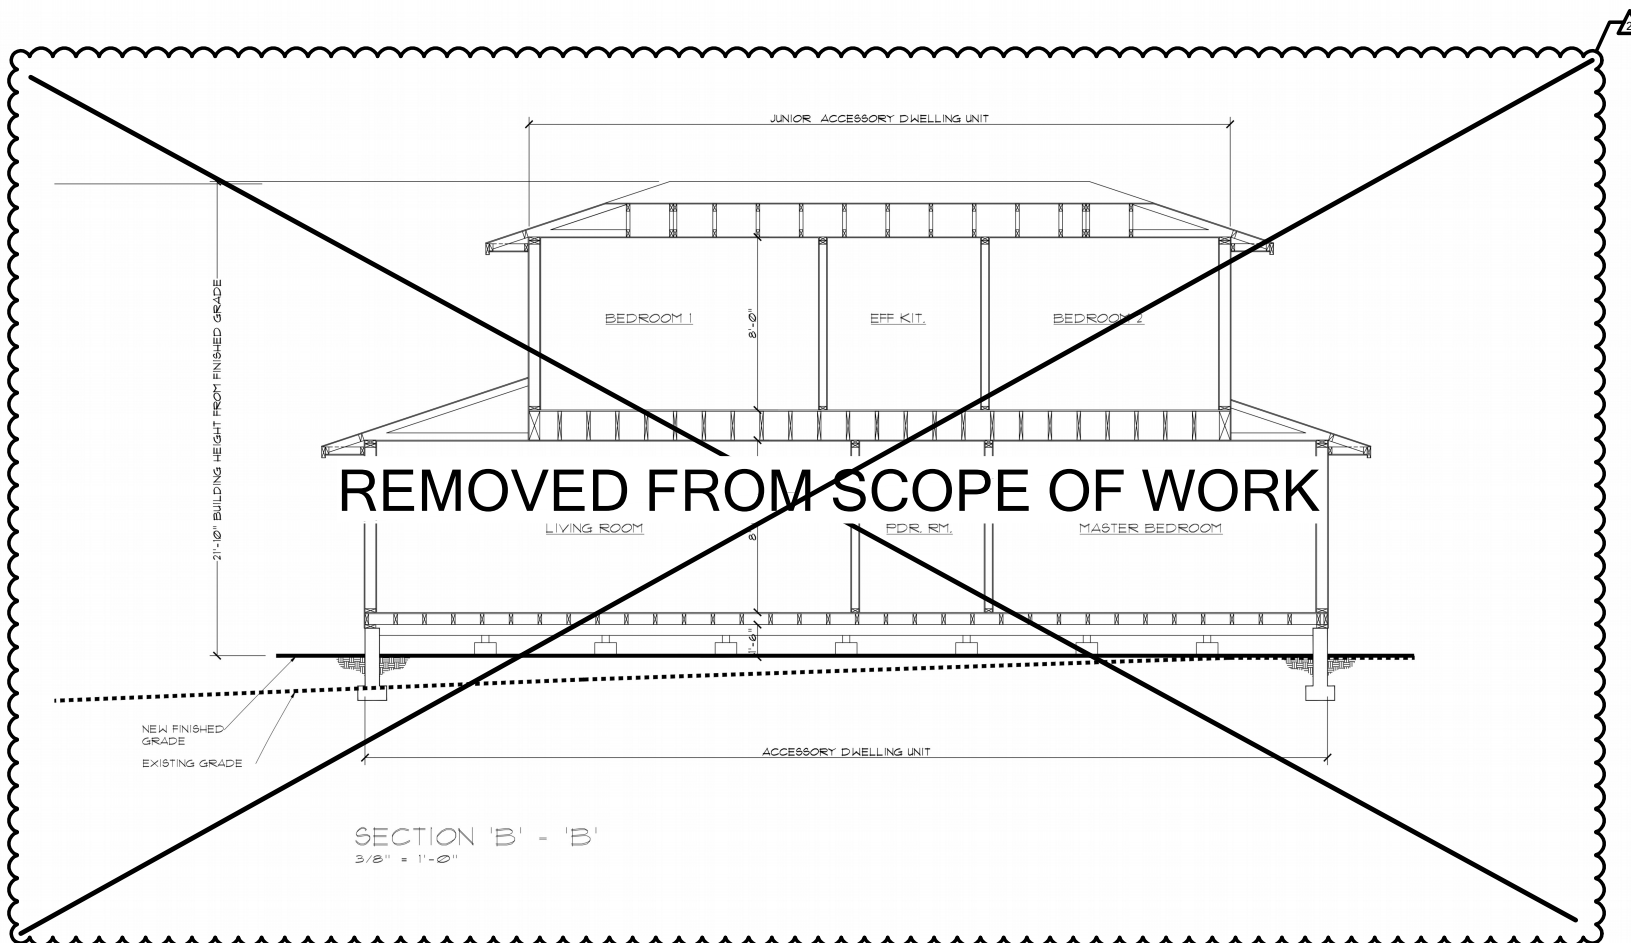 2
JUNIOR ACCESSORY DWELLING UNIT
21'-10" BUILDING HEIGHT FROM FINISHED GRADE
BEDROOM 1
8'-0"
EFF KIT.
BEDROOM 2
REMOVED FROM SCOPE OF WORK
LIVING ROOM
8
PDR. RM.
MASTER BEDROOM
1'-6"
NEW FINISHED
GRADE
EXISTING GRADE
ACCESSORY DWELLING UNIT
SECTION 'B' - 'B'
3/8" = 1'-0"